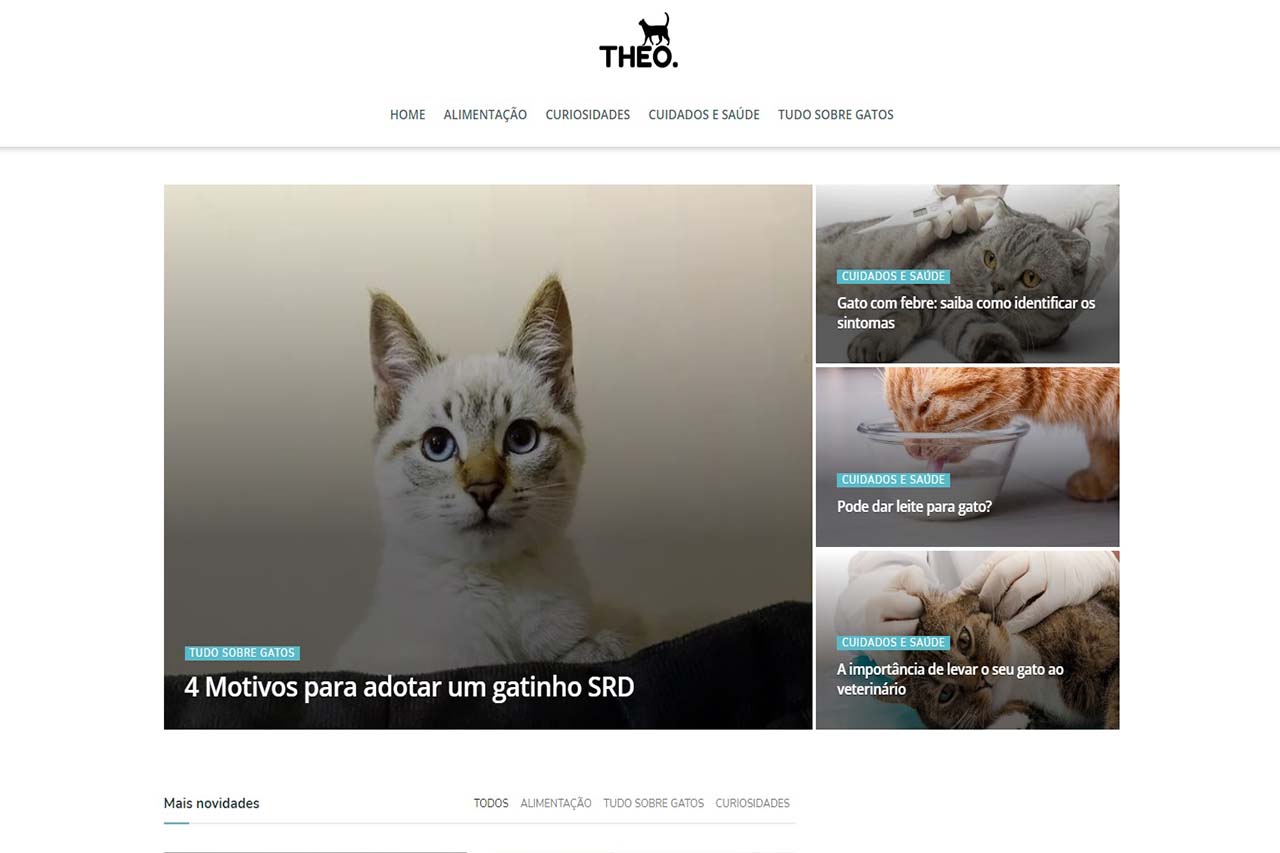 THEO.
HOME ALIMENTAÇÃO CURIOSIDADES CUIDADOS E SAÚDE TUDO SOBRE GATOS
TUDO SOBRE GATOS
4 Motivos para adotar um gatinho SRD
CUIDADOS E SAÚDE
Gato com febre: saiba como identificar os
sintomas
CUIDADOS E SAÚDE
Pode dar leite para gato?
CUIDADOS E SAÚDE
A importância de levar o seu gato ao
veterinário
Mais novidades
TODOS ALIMENTAÇÃO TUDO SOBRE GATOS CURIOSIDADES